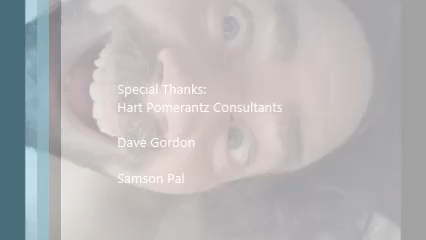 Special Thanks:
Hart Pomerantz Consultants
Dave Gordon
Samson Pal